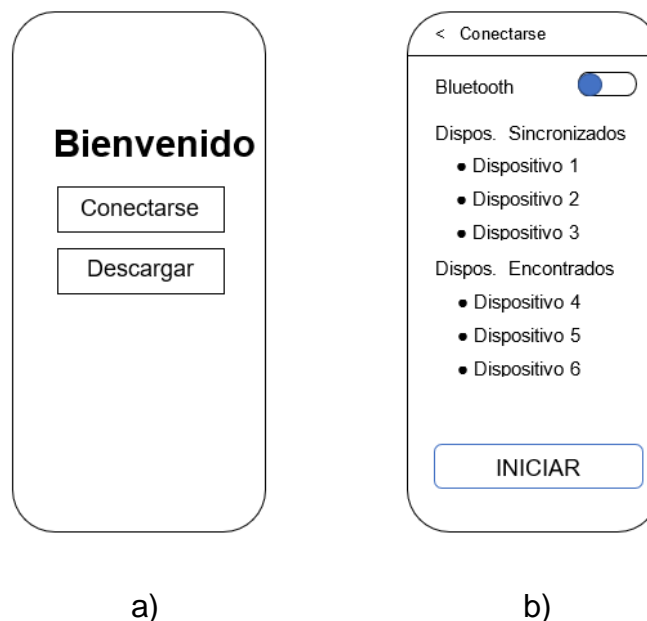 Bienvenido
Conectarse
Descargar
a)
< Conectarse
Bluetooth
Dispos. Sincronizados
● Dispositivo 1
● Dispositivo 2
● Dispositivo 3
Dispos. Encontrados
● Dispositivo 4
● Dispositivo 5
● Dispositivo 6
INICIAR
b)